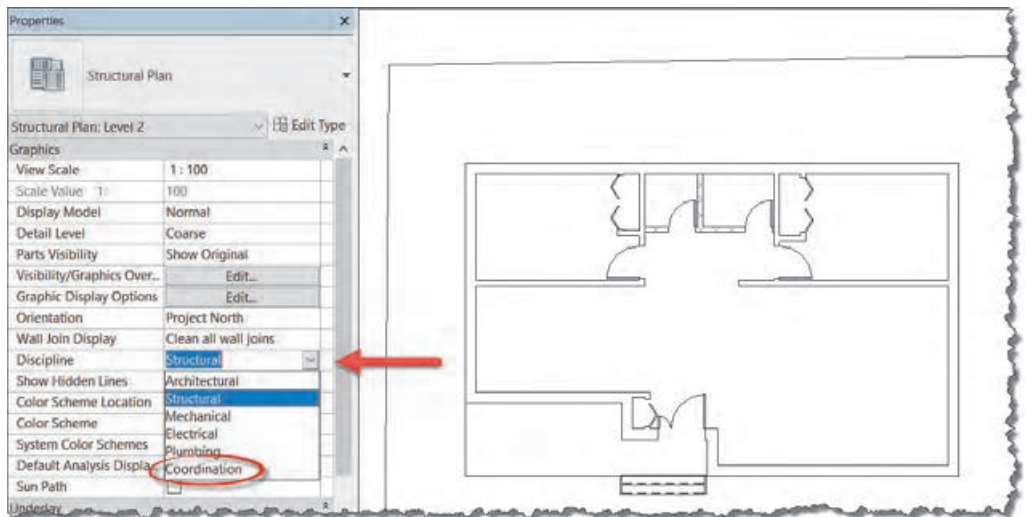 Properties
Structural Plan
Structural Plan: Level 2 Edit Type
Graphics
View Scale 1 : 100
Scale Value 1: 100
Display Model Normal
Detail Level Coarse
Parts Visibility Show Original
Visibility/Graphics Over... Edit...
Graphic Display Options Edit...
Orientation Project North
Wall Join Display Clean all wall joins
Discipline Structural
Show Hidden Lines Architectural
Color Scheme Location Structural
Color Scheme Mechanical
Electrical
System Color Schemes Plumbing
Default Analysis Displa... Coordination
Sun Path
Underlay